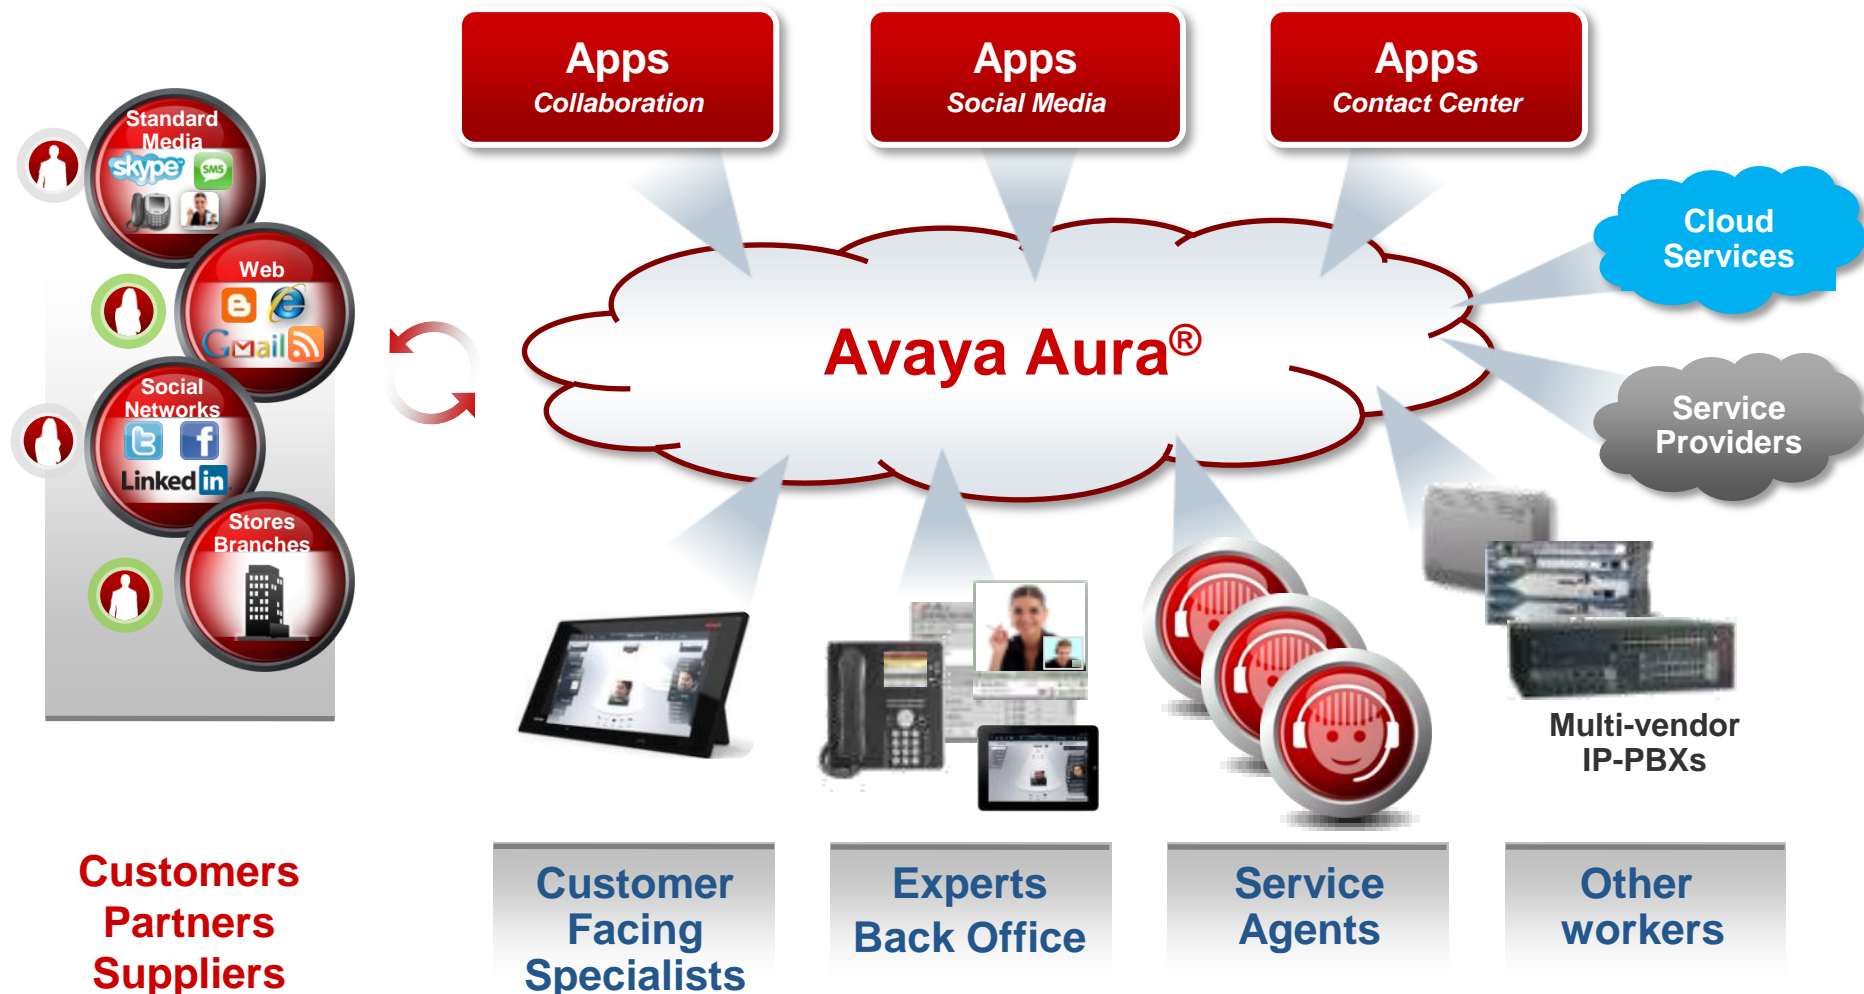 Apps
Collaboration
Apps
Social Media
Apps
Contact Center
Standard
Media
skype
SMS
Web
Gmail
Social
Networks
Linked in
Stores
Branches
Avaya Aura®
Cloud
Services
Service
Providers
Multi-vendor
IP-PBXs
Customers
Partners
Suppliers
Customer
Facing
Specialists
Experts
Back Office
Service
Agents
Other
workers